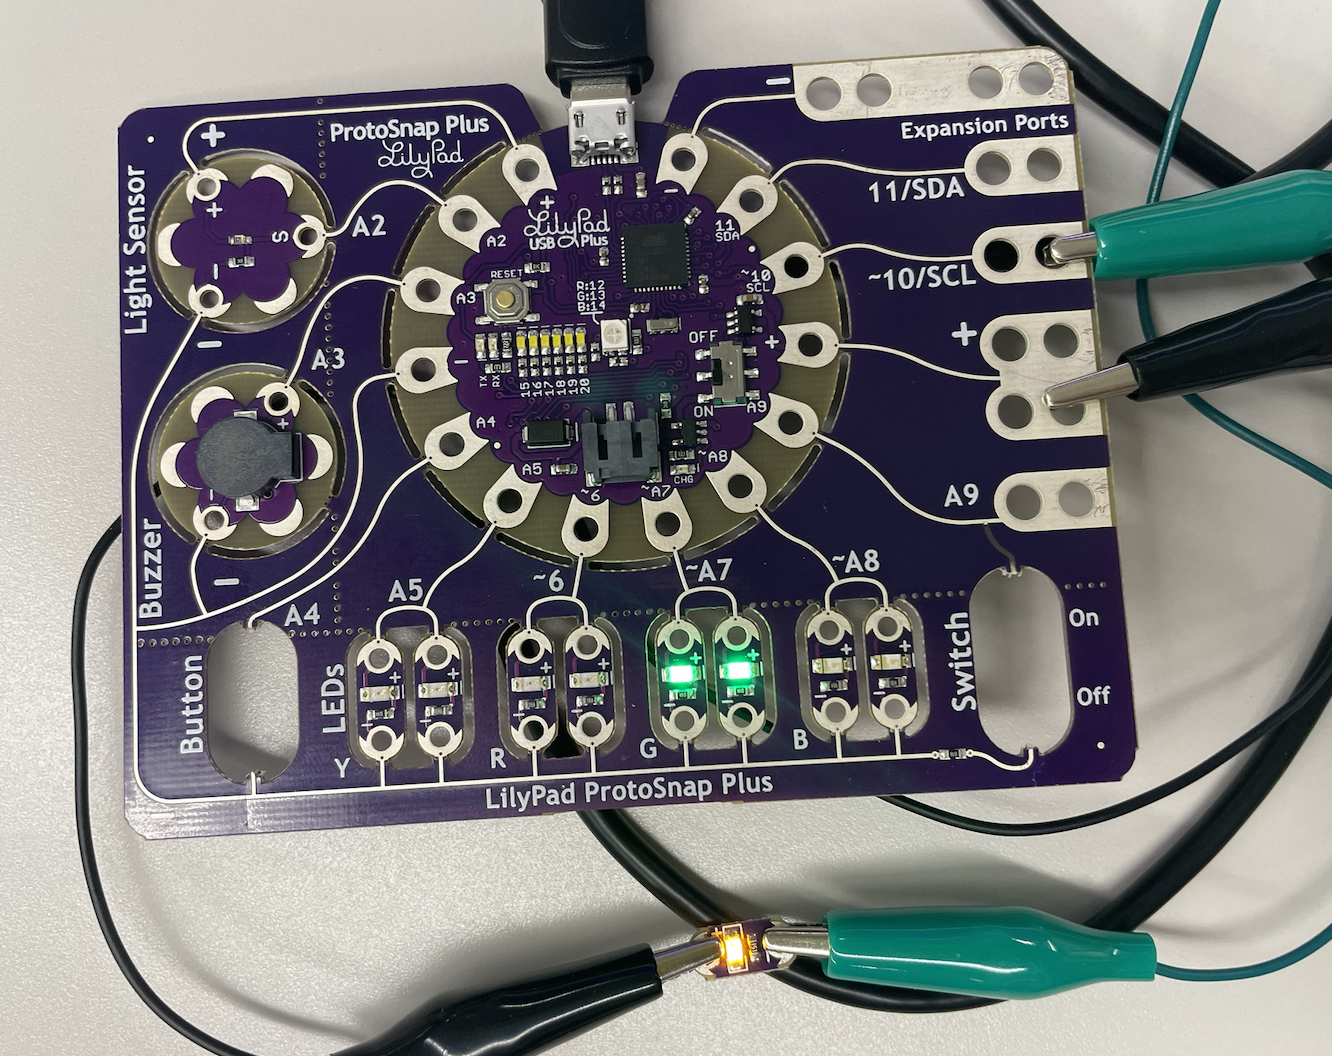 ProtoSnap Plus
LilyPad
Expansion Ports
Light Sensor
+
+
S
-
-
A2
-
11/SDA
~10/SCL
+
A9
+
LilyPad
USB Plus
-
11
SDA
~10
SCL
+
A9
~A8
~A7
~6
A5
A4
-
A3
A2
RESET
R:12
G:13
B:14
OFF
ON
TX
RX
15
16
17
18
19
20
CHG
A3
Buzzer
+
-
-
A4
A5
~6
~A7
~A8
Button
LEDs
Y
+
-
+
-
R
+
-
+
-
G
+
-
+
-
B
+
-
+
-
Switch
On
Off
LilyPad ProtoSnap Plus